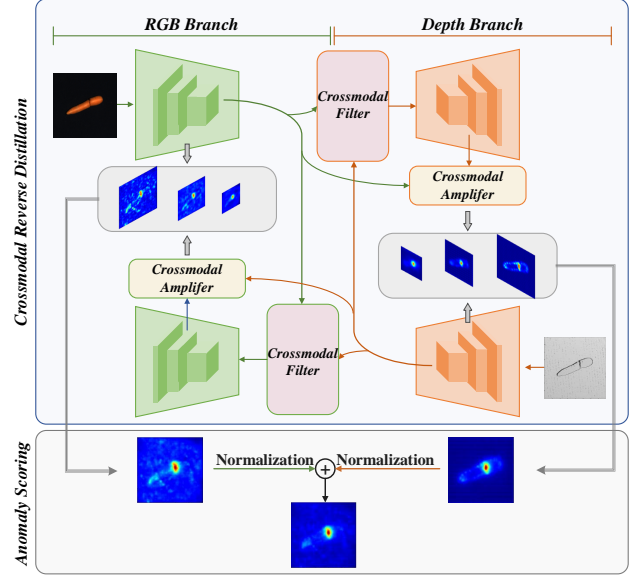 RGB Branch
Depth Branch
Crossmodal Reverse Distillation
Crossmodal
Filter
Crossmodal
Amplifer
Crossmodal
Amplifer
Crossmodal
Filter
Anomaly Scoring
Normalization
Normalization